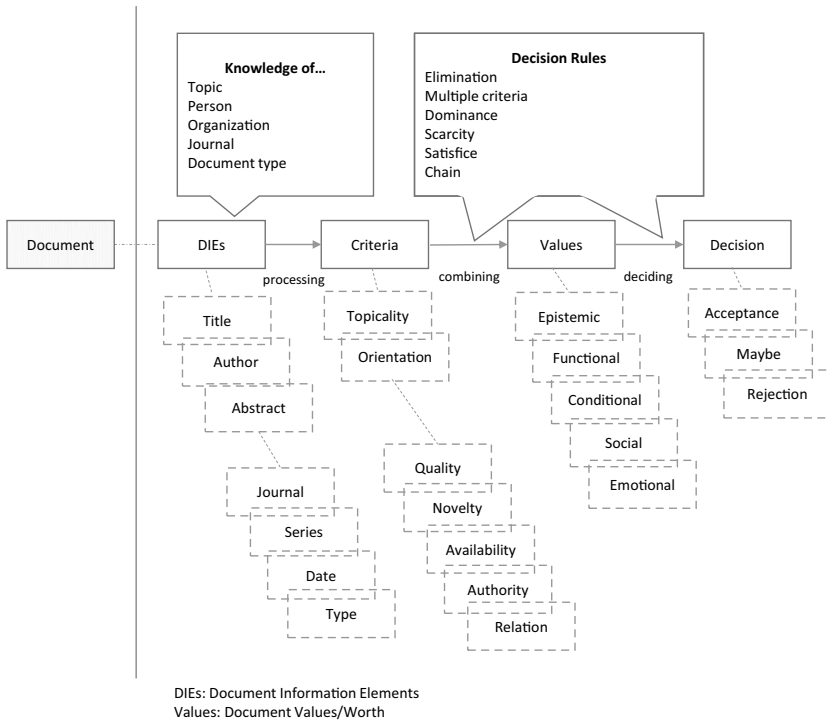 Knowledge of...
Topic
Person
Organization
Journal
Document type
Decision Rules
Elimination
Multiple criteria
Dominance
Scarcity
Satisfice
Chain
Document
DIEs
Criteria
Values
Decision
processing
combining
deciding
Title
Author
Abstract
Journal
Series
Date
Type
Topicality
Orientation
Quality
Novelty
Availability
Authority
Relation
Epistemic
Functional
Conditional
Social
Emotional
Acceptance
Maybe
Rejection
DIEs: Document Information Elements
Values: Document Values/Worth